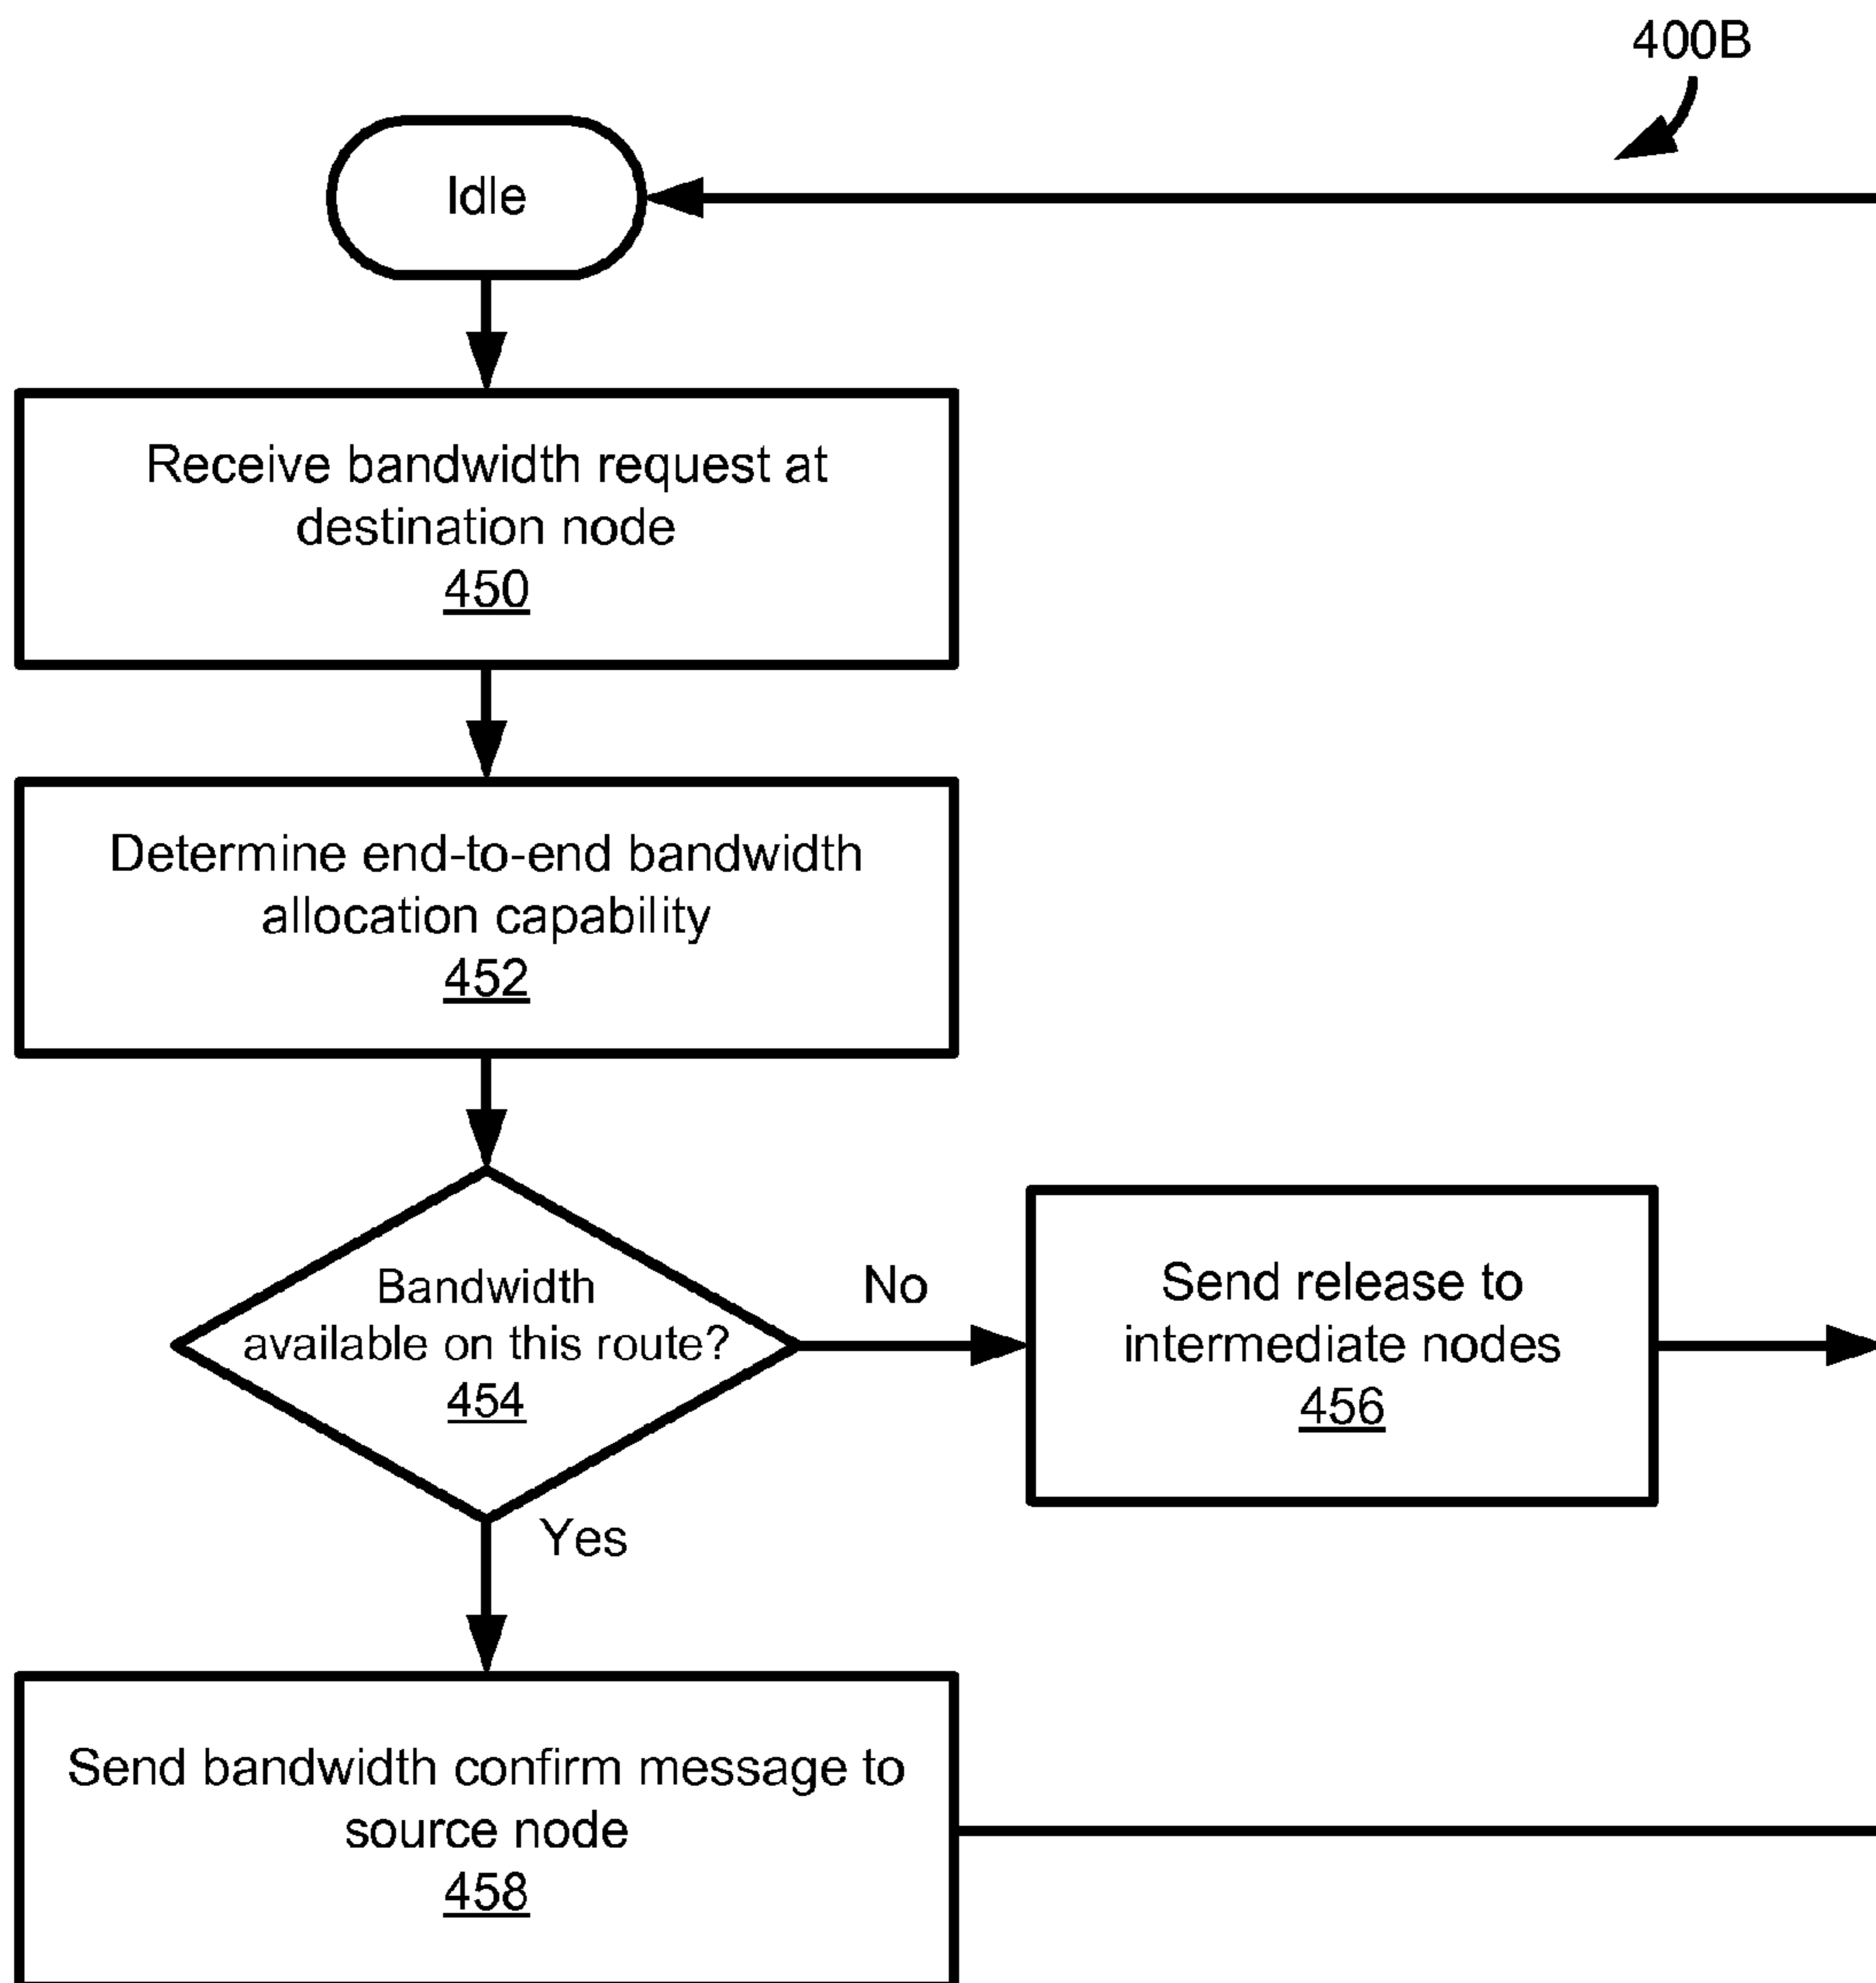 400B
Idle
Receive bandwidth request at
destination node
450
Determine end-to-end bandwidth
allocation capability
452
Bandwidth
available on this route?
454
No
Send release to
intermediate nodes
456
Yes
Send bandwidth confirm message to
source node
458